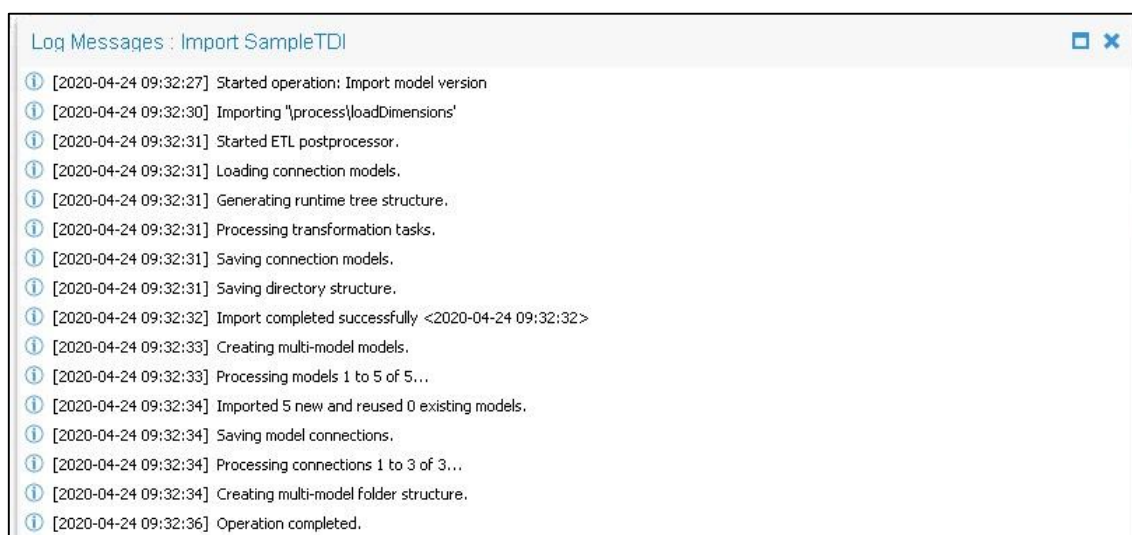 Log Messages : Import SampleTDI
[2020-04-24 09:32:27] Started operation: Import model version
[2020-04-24 09:32:30] Importing '\process\loadDimensions'
[2020-04-24 09:32:31] Started ETL postprocessor.
[2020-04-24 09:32:31] Loading connection models.
[2020-04-24 09:32:31] Generating runtime tree structure.
[2020-04-24 09:32:31] Processing transformation tasks.
[2020-04-24 09:32:31] Saving connection models.
[2020-04-24 09:32:31] Saving directory structure.
[2020-04-24 09:32:32] Import completed successfully <2020-04-24 09:32:32>
[2020-04-24 09:32:33] Creating multi-model models.
[2020-04-24 09:32:33] Processing models 1 to 5 of 5...
[2020-04-24 09:32:34] Imported 5 new and reused 0 existing models.
[2020-04-24 09:32:34] Saving model connections.
[2020-04-24 09:32:34] Processing connections 1 to 3 of 3...
[2020-04-24 09:32:34] Creating multi-model folder structure.
[2020-04-24 09:32:36] Operation completed.